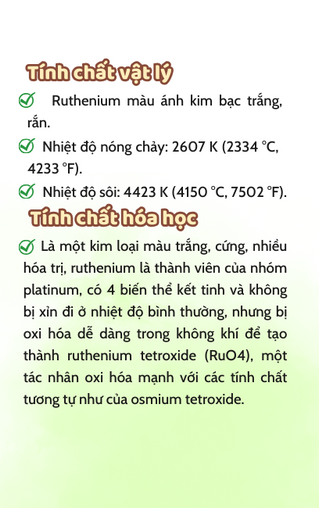 Tính chất vật lý
Ruthenium màu ánh kim bạc trắng,
rắn.
Nhiệt độ nóng chảy: 2607 K (2334 °C,
4233 °F).
Nhiệt độ sôi: 4423 K (4150 °C, 7502 °F).
Tính chất hóa học
Là một kim loại màu trắng, cứng, nhiều
hóa trị, ruthenium là thành viên của nhóm
platinum, có 4 biến thể kết tinh và không
bị xỉn đi ở nhiệt độ bình thường, nhưng bị
oxi hóa dễ dàng trong không khí để tạo
thành ruthenium tetroxide (RuO4), một
tác nhân oxi hóa mạnh với các tính chất
tương tự như của osmium tetroxide.